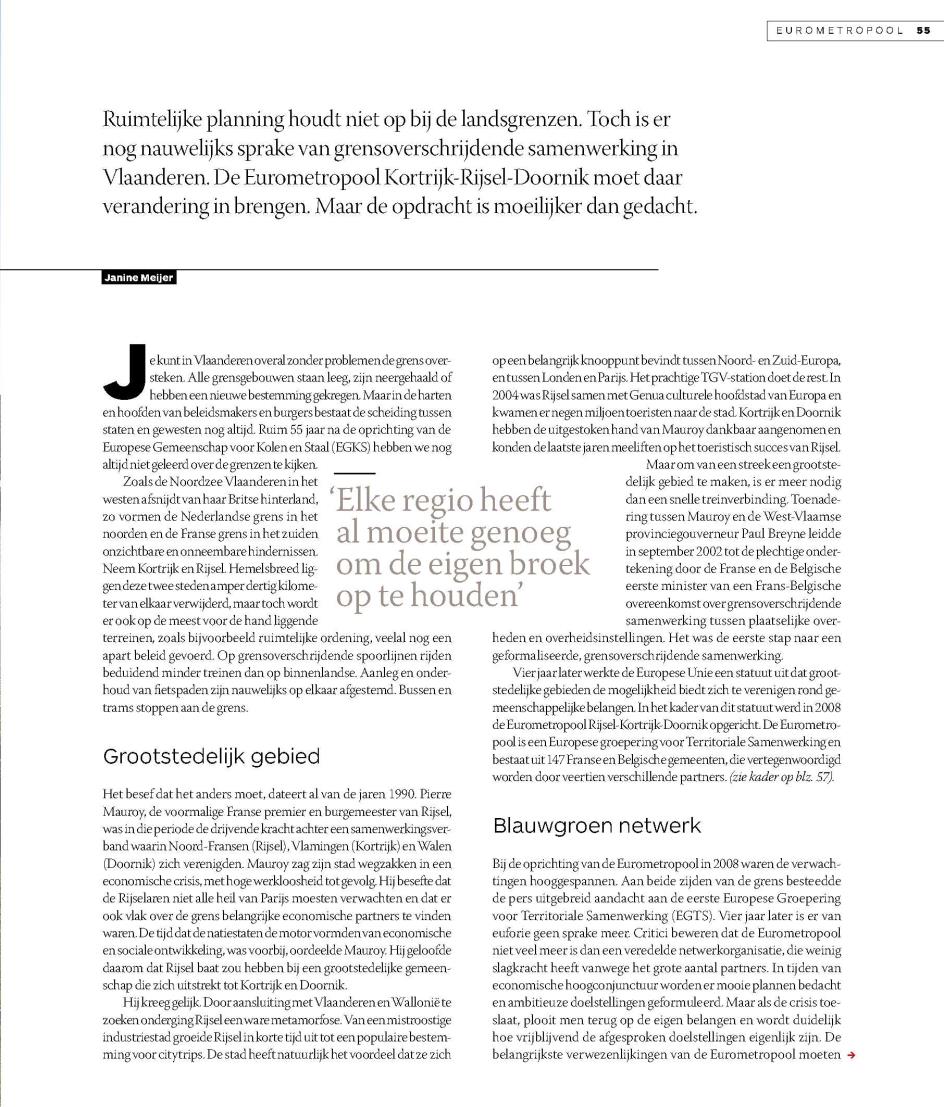 EUROMETROPOOL 55
Ruimtelijke planning houdt niet op bij de landsgrenzen. Toch is er
nog nauwelijks sprake van grensoverschrijdende samenwerking in
Vlaanderen. De Eurometropool Kortrijk-Rijsel-Doornik moet daar
verandering in brengen. Maar de opdracht is moeilijker dan gedacht.
Janine Meijer
Je kunt in Vlaanderen overal zonder problemen de grens over-
steken. Alle grensgebouwen staan leeg, zijn neergehaald of
hebben een nieuwe bestemming gekregen. Maar in de harten
en hoofden van beleidsmakers en burgers bestaat de scheiding tussen
staten en gewesten nog altijd. Ruim 55 jaar na de oprichting van de
Europese Gemeenschap voor Kolen en Staal (EGKS) hebben we nog
altijd niet geleerd over de grenzen te kijken.
Zoals de Noordzee Vlaanderen in het
westen afsnijdt van haar Britse hinterland,
zo vormen de Nederlandse grens in het
noorden en de Franse grens in het zuiden
onzichtbare en onneembare hindernissen.
Neem Kortrijk en Rijsel. Hemelsbreed lig-
gen deze twee steden amper dertig kilome-
ter van elkaar verwijderd, maar toch wordt
er ook op de meest voor de hand liggende
terreinen, zoals bijvoorbeeld ruimtelijke ordening, veelal nog een
apart beleid gevoerd. Op grensoverschrijdende spoorlijnen rijden
beduidend minder treinen dan op binnenlandse. Aanleg en onder-
houd van fietspaden zijn nauwelijks op elkaar afgestemd. Bussen en
trams stoppen aan de grens.
Grootstedelijk gebied
Het besef dat het anders moet, dateert al van de jaren 1990. Pierre
Mauroy, de voormalige Franse premier en burgemeester van Rijsel,
was in die periode de drijvende kracht achter een samenwerkingsver-
band waarin Noord-Fransen (Rijsel), Vlamingen (Kortrijk) en Walen
(Doornik) zich verenigden. Mauroy zag zijn stad wegzakken in een
economische crisis, met hoge werkloosheid tot gevolg. Hij besefte dat
de Rijselaren niet alle heil van Parijs moesten verwachten en dat er
ook vlak over de grens belangrijke economische partners te vinden
waren. De tijd dat de natiestaten de motor vormden van economische
en sociale ontwikkeling, was voorbij, oordeelde Mauroy. Hij geloofde
daarom dat Rijsel baat zou hebben bij een grootstedelijke gemeen-
schap die zich uitstrekt tot Kortrijk en Doornik.
Hij kreeg gelijk. Door aansluiting met Vlaanderen en Wallonië te
zoeken onderging Rijsel een ware metamorfose. Van een mistroostige
industriestad groeide Rijsel in korte tijd uit tot een populaire bestem-
ming voor citytrips. De stad heeft natuurlijk het voordeel dat ze zich
'Elke regio heeft
al moeite genoeg
om de eigen broek
op te houden'
op een belangrijk knooppunt bevindt tussen Noord- en Zuid-Europa,
en tussen Londen en Parijs. Het prachtige TGV-station doet de rest. In
2004 was Rijsel samen met Genua culturele hoofdstad van Europa en
kwamen er negen miljoen toeristen naar de stad. Kortrijk en Doornik
hebben de uitgestoken hand van Mauroy dankbaar aangenomen en
konden de laatste jaren meeliften op het toeristisch succes van Rijsel.
Maar om van een streek een grootste-
delijk gebied te maken, is er meer nodig
dan een snelle treinverbinding. Toenade-
ring tussen Mauroy en de West-Vlaamse
provinciegouverneur Paul Breyne leidde
in september 2002 tot de plechtige onder-
tekening door de Franse en de Belgische
eerste minister van een Frans-Belgische
overeenkomst over grensoverschrijdende
samenwerking tussen plaatselijke over-
heden en overheidsinstellingen. Het was de eerste stap naar een
geformaliseerde, grensoverschrijdende samenwerking.
Vier jaar later werkte de Europese Unie een statuut uit dat groot-
stedelijke gebieden de mogelijkheid biedt zich te verenigen rond ge-
meenschappelijke belangen. In het kader van dit statuut werd in 2008
de Eurometropool Rijsel-Kortrijk-Doornik opgericht. De Eurometro-
pool is een Europese groepering voor Territoriale Samenwerking en
bestaat uit 147 Franse en Belgische gemeenten, die vertegenwoordigd
worden door veertien verschillende partners. (zie kader op blz. 57).
Blauwgroen netwerk
Bij de oprichting van de Eurometropool in 2008 waren de verwach-
tingen hooggespannen. Aan beide zijden van de grens besteedde
de pers uitgebreid aandacht aan de eerste Europese Groepering
voor Territoriale Samenwerking (EGTS). Vier jaar later is er van
euforie geen sprake meer. Critici beweren dat de Eurometropool
niet veel meer is dan een veredelde netwerkorganisatie, die weinig
slagkracht heeft vanwege het grote aantal partners. In tijden van
economische hoogconjunctuur worden er mooie plannen bedacht
en ambitieuze doelstellingen geformuleerd. Maar als de crisis toe-
slaat, plooit men terug op de eigen belangen en wordt duidelijk
hoe vrijblijvend de afgesproken doelstellingen eigenlijk zijn. De
belangrijkste verwezenlijkingen van de Eurometropool moeten →